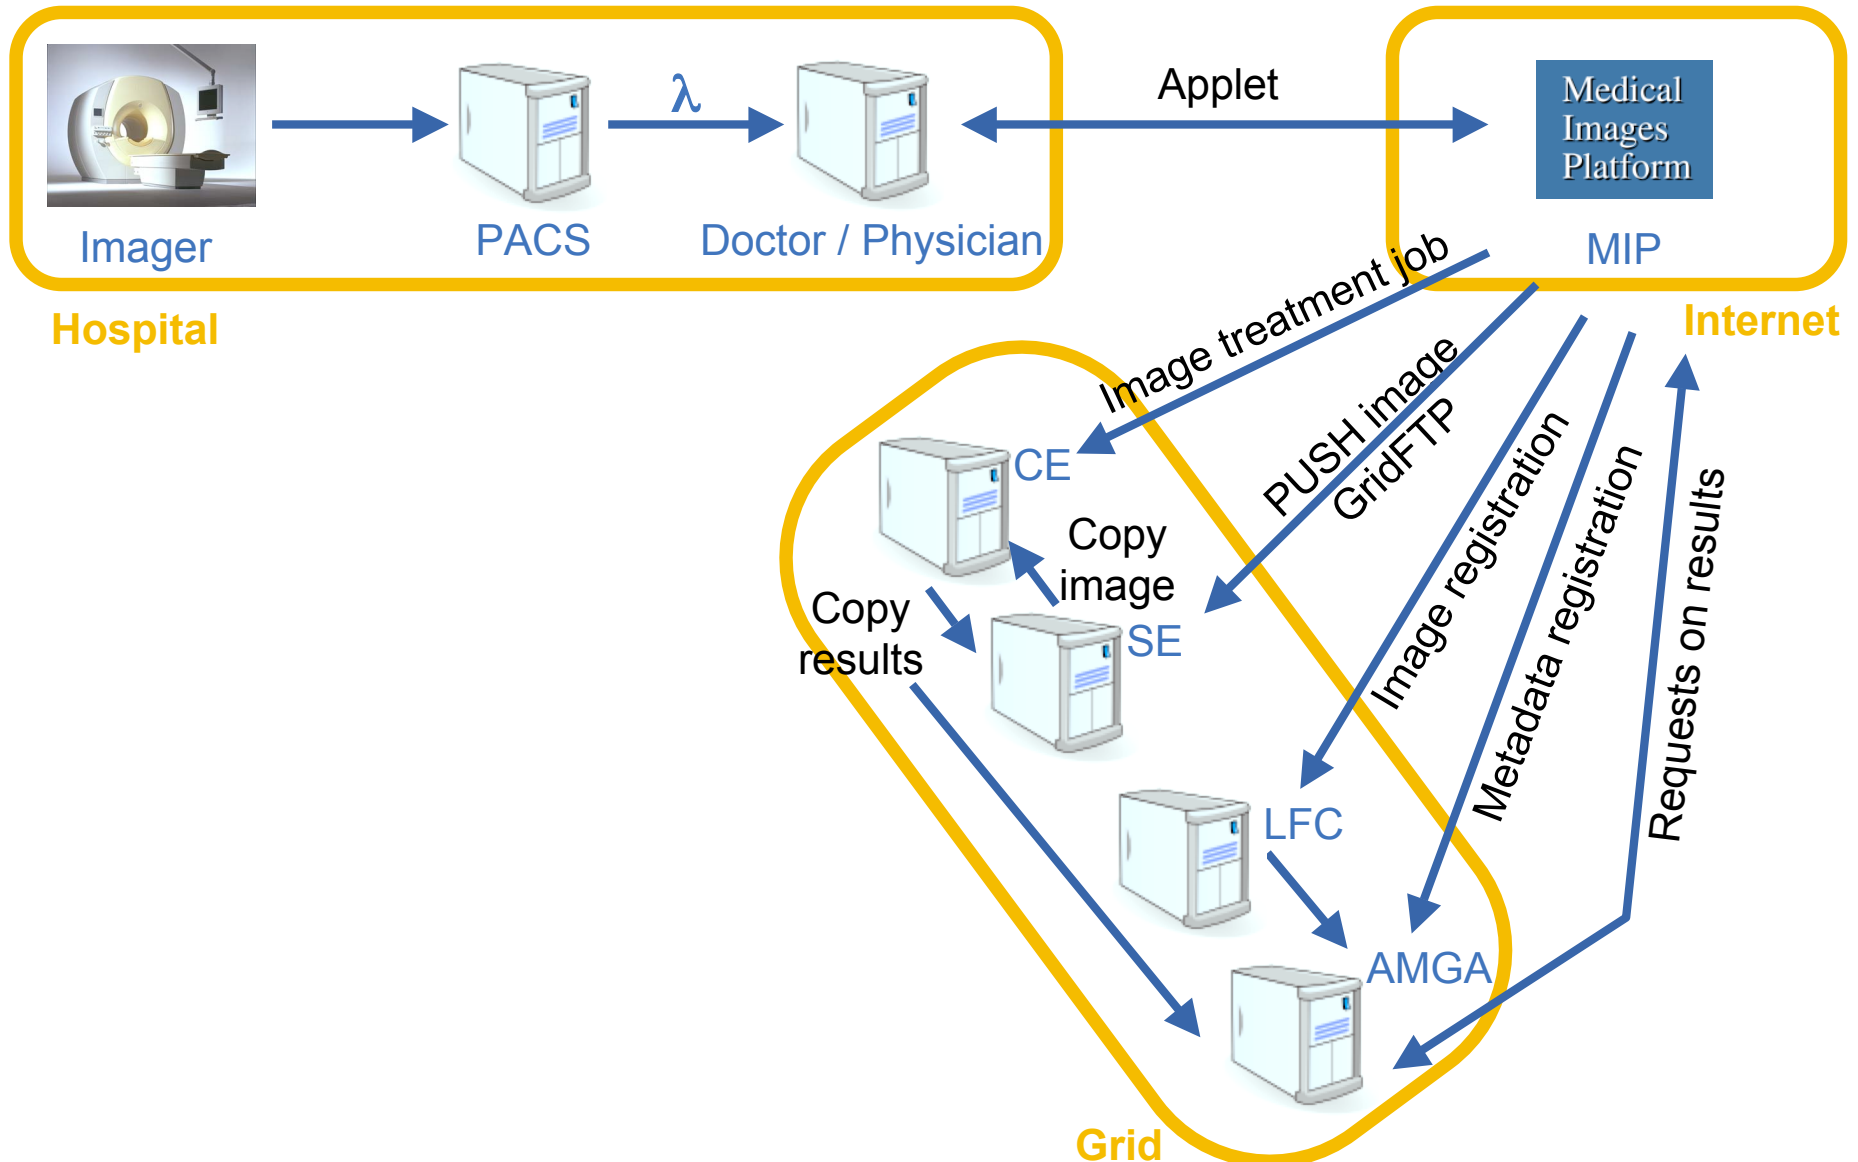 λ
Applet
Medical
Images
Platform
Imager
PACS
Doctor / Physician
MIP
Hospital
Internet
Image treatment job
PUSH image
GridFTP
Image registration
Metadata registration
Requests on results
CE
Copy
image
Copy
results
SE
LFC
AMGA
Grid